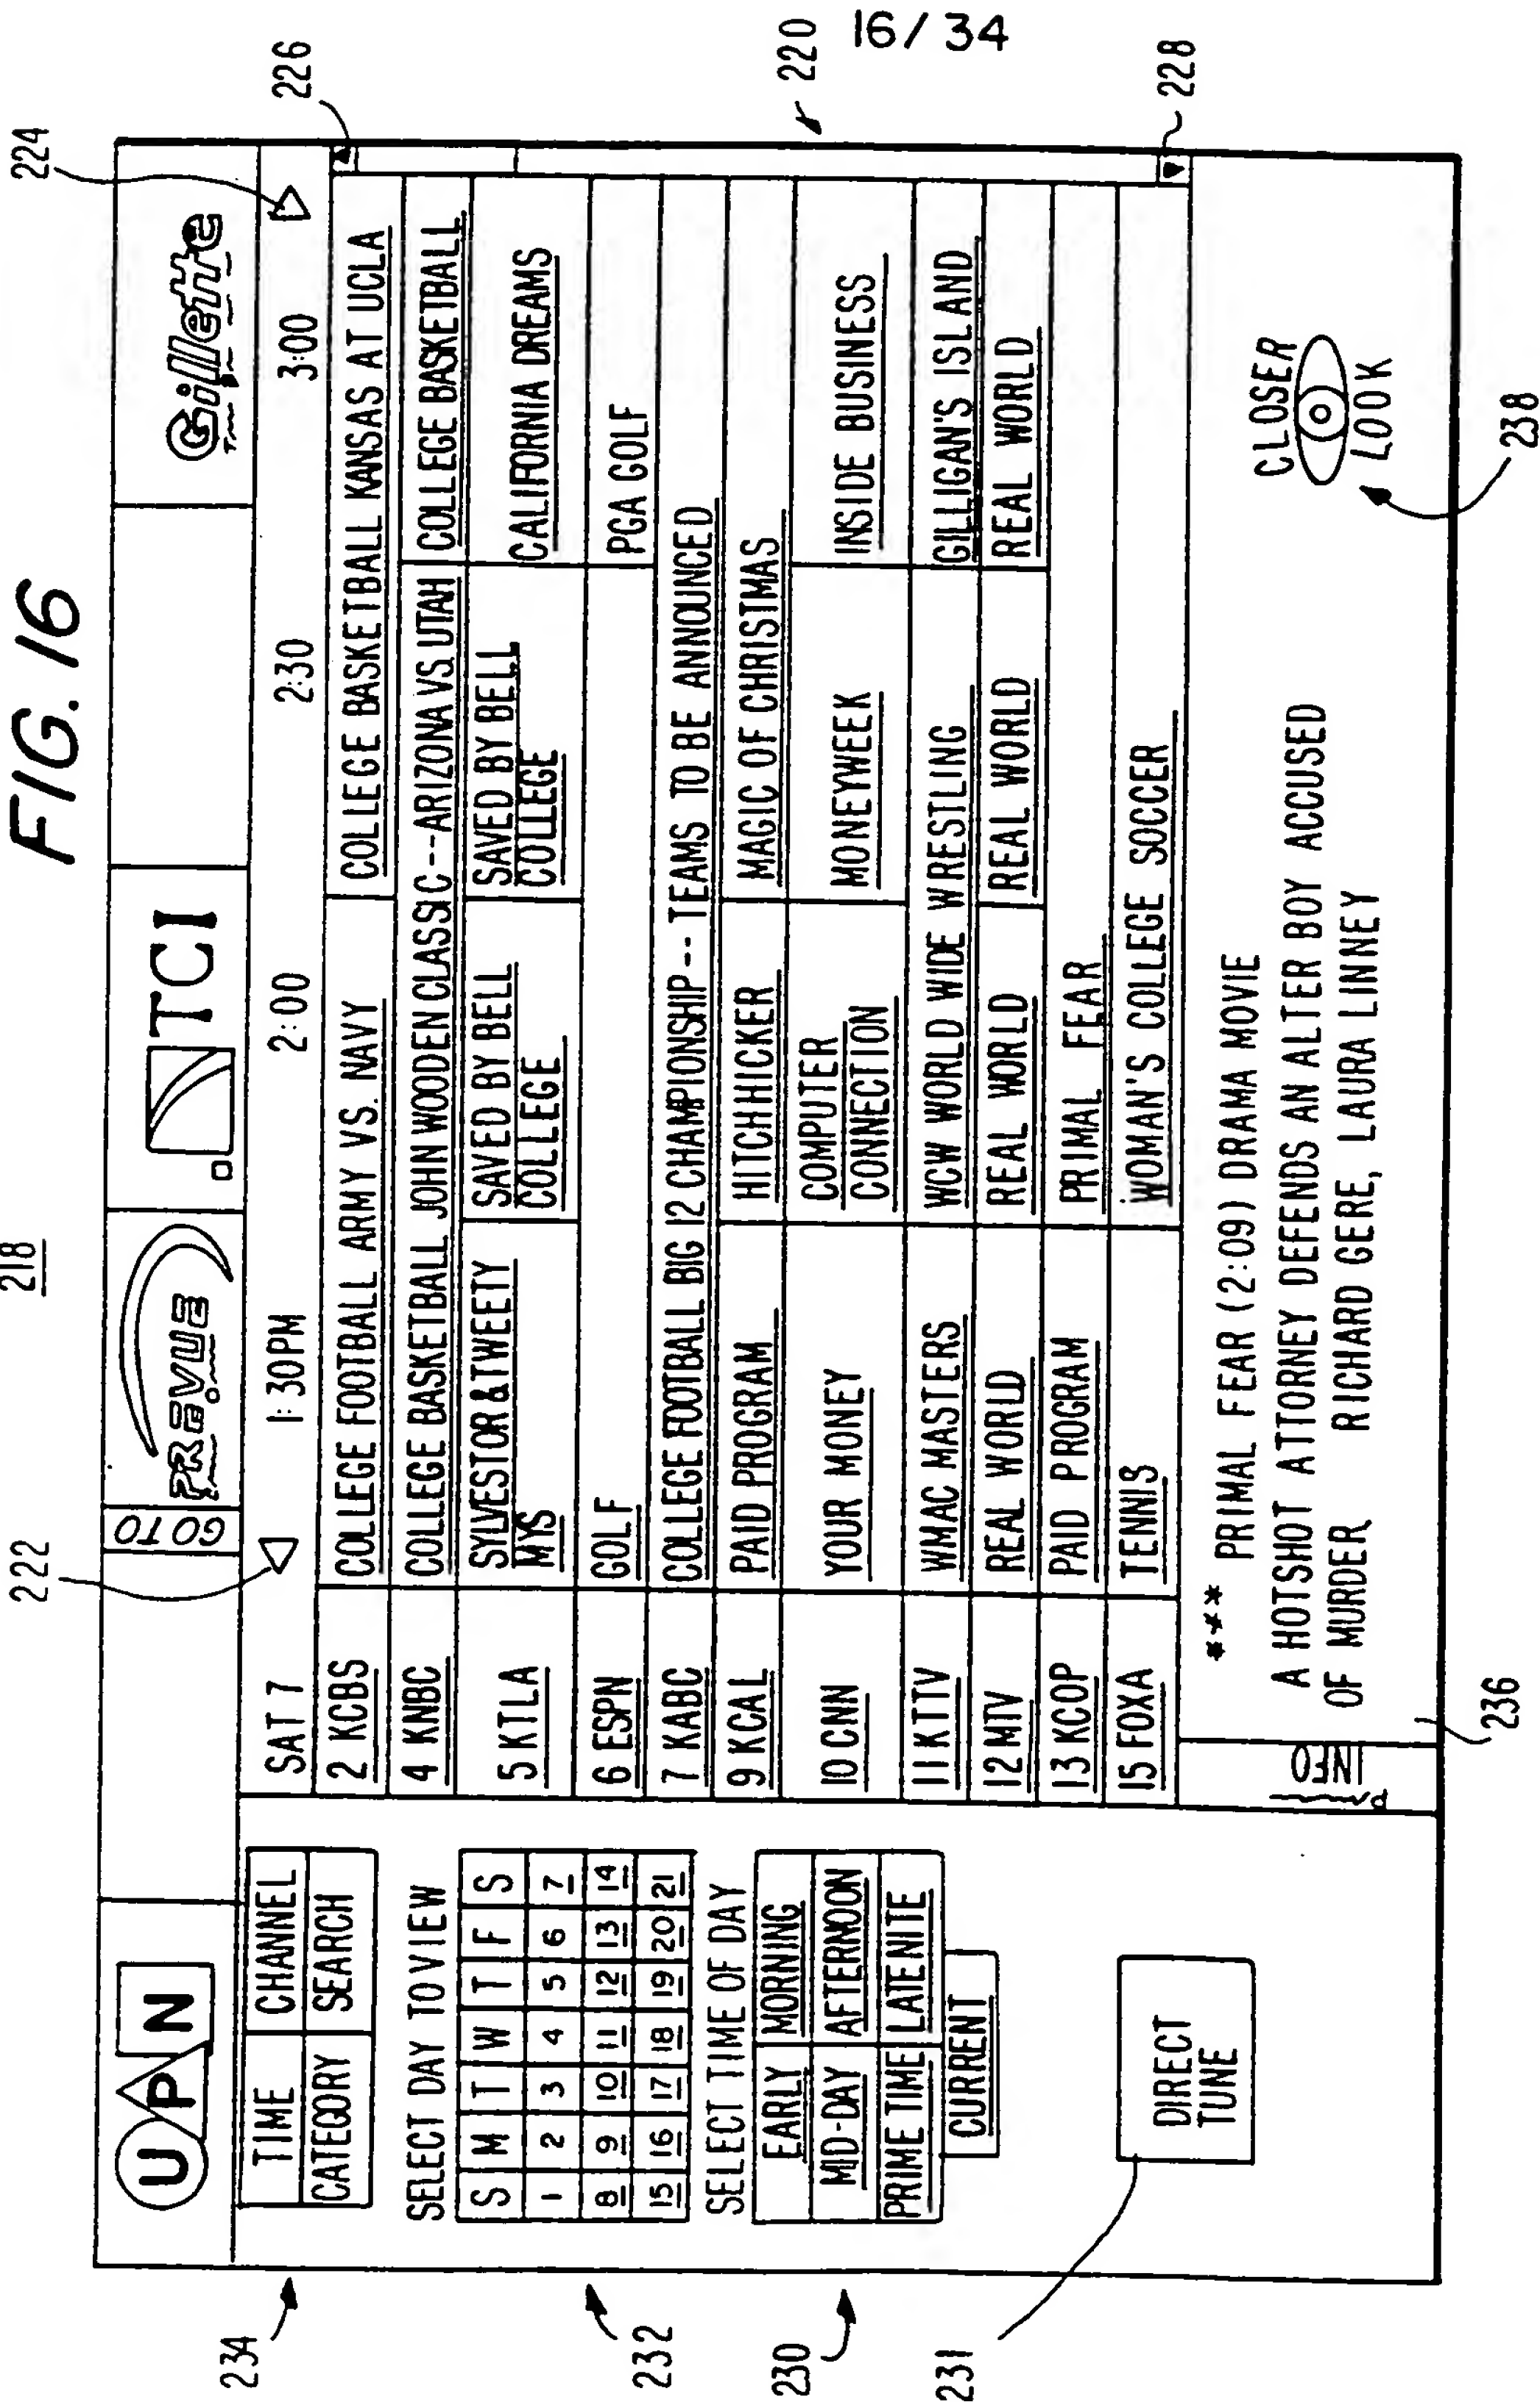 16/34
FIG. 16
218
222
224
226
220
228
U P N
GO TO
PREVUE
TCI
Gillette
234
TIME CHANNEL
CATEGORY SEARCH
SELECT DAY TO VIEW
S M T W T F S
1 2 3 4 5 6 7
8 9 10 11 12 13 14
15 16 17 18 19 20 21
232
SELECT TIME OF DAY
EARLY MORNING
MID-DAY AFTERNOON
PRIME TIME LATENITE
CURRENT
230
DIRECT
TUNE
231
SAT 7 1:30PM 2:00 2:30 3:00
2 KCBS COLLEGE FOOTBALL ARMY VS. NAVY COLLEGE BASKETBALL KANSAS AT UCLA
4 KNBC COLLEGE BASKETBALL JOHN WOODEN CLASSIC--ARIZONA VS. UTAH COLLEGE BASKETBALL
5 KTLA SYLVESTOR & TWEETY SAVED BY BELL SAVED BY BELL CALIFORNIA DREAMS
MYS COLLEGE COLLEGE
6 ESPN GOLF PGA GOLF
7 KABC COLLEGE FOOTBALL BIG 12 CHAMPIONSHIP -- TEAMS TO BE ANNOUNCED
9 KCAL PAID PROGRAM HITCHHICKER MAGIC OF CHRISTMAS
10 CNN YOUR MONEY COMPUTER MONEYWEEK INSIDE BUSINESS
CONNECTION
11 KTTV WMAC MASTERS WCW WORLD WIDE WRESTLING GILLIGAN'S ISLAND
12 MTV REAL WORLD REAL WORLD REAL WORLD REAL WORLD
13 KCOP PAID PROGRAM PRIMAL FEAR
15 FOXA TENNIS WOMAN'S COLLEGE SOCCER
INFO
*** PRIMAL FEAR (2:09) DRAMA MOVIE
A HOTSHOT ATTORNEY DEFENDS AN ALTER BOY ACCUSED
OF MURDER RICHARD GERE, LAURA LINNEY
CLOSER
LOOK
236
238